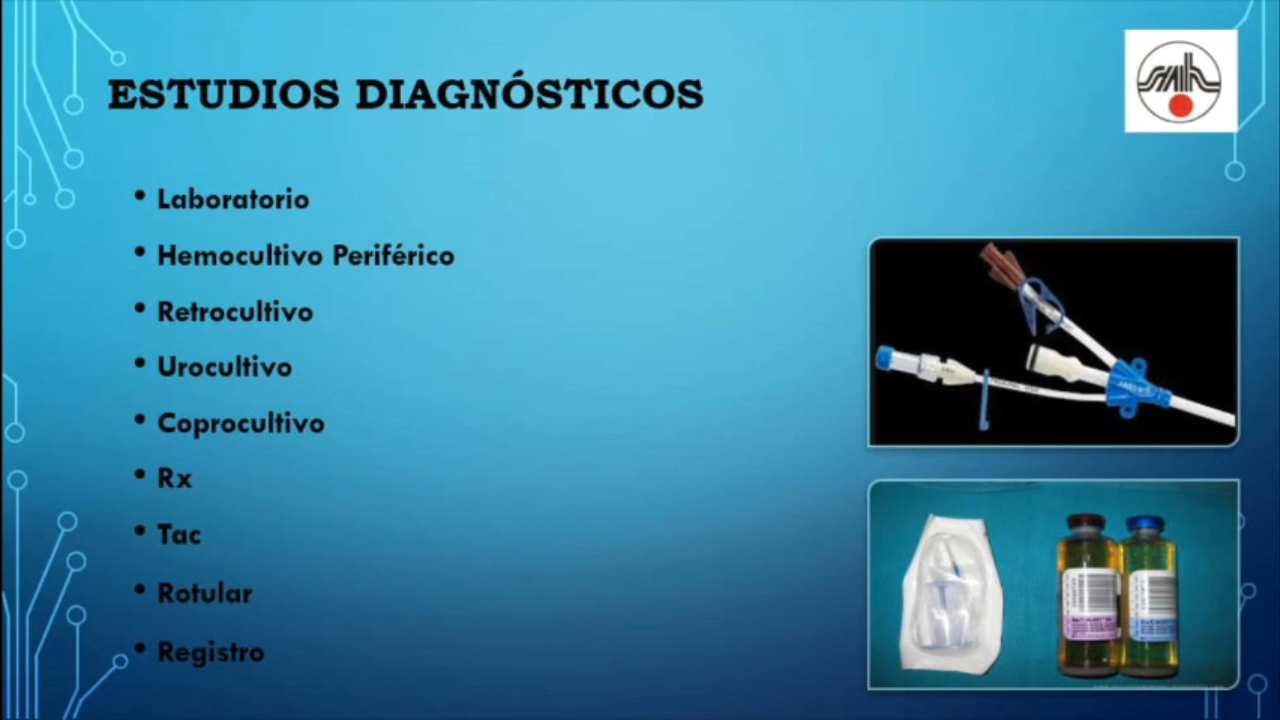 ESTUDIOS DIAGNÓSTICOS
• Laboratorio
• Hemocultivo Periférico
• Retrocultivo
• Urocultivo
• Coprocultivo
• Rx
• Tac
• Rotular
• Registro